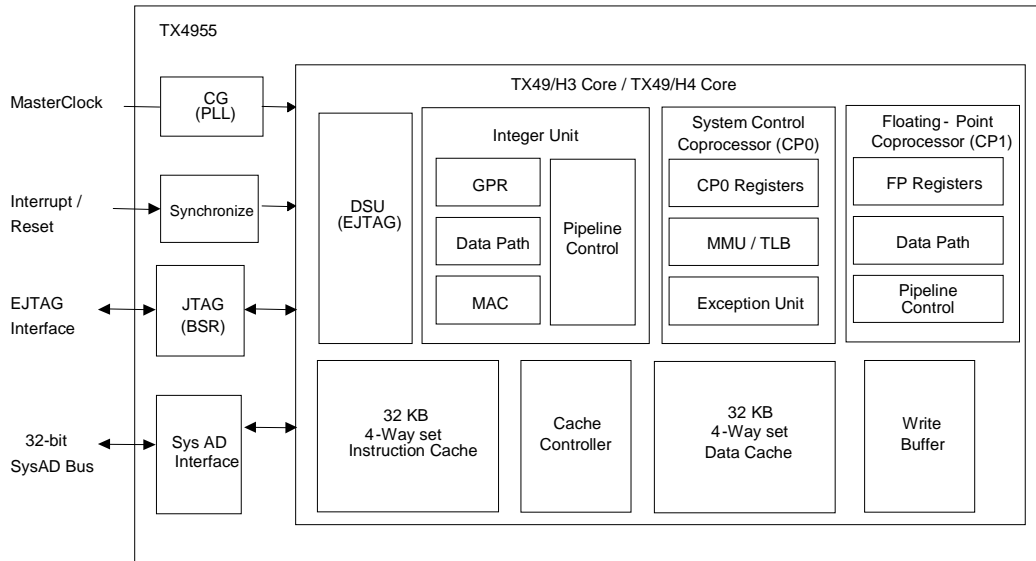 TX4955
MasterClock
CG
(PLL)
Interrupt /
Reset
Synchronize
EJTAG
Interface
JTAG
(BSR)
32-bit
SysAD Bus
Sys AD
Interface
TX49/H3 Core / TX49/H4 Core
DSU
(EJTAG)
Integer Unit
GPR
Data Path
MAC
Pipeline
Control
System Control
Coprocessor (CP0)
CP0 Registers
MMU / TLB
Exception Unit
Floating- Point
Coprocessor (CP1)
FP Registers
Data Path
Pipeline
Control
32 KB
4-Way set
Instruction Cache
Cache
Controller
32 KB
4-Way set
Data Cache
Write
Buffer